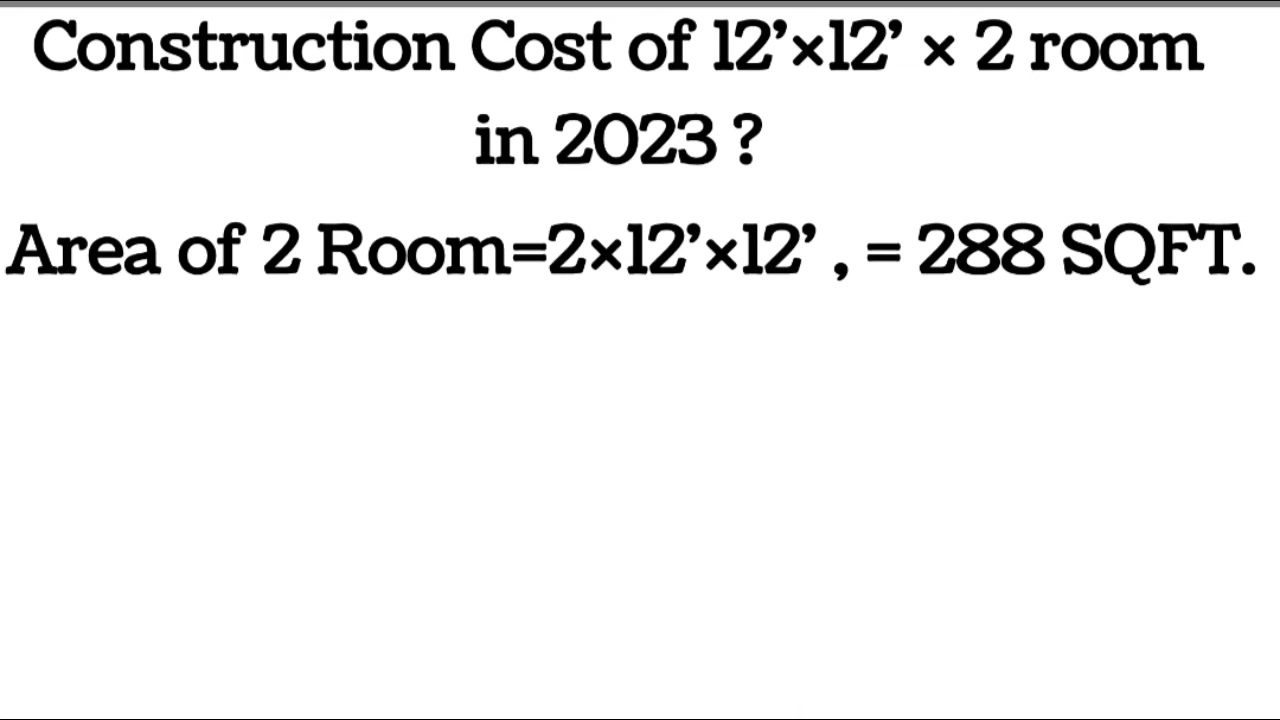 Construction Cost of 12’×12’ × 2 room
in 2023 ?
Area of 2 Room=2×12’×12’ , = 288 SQFT.